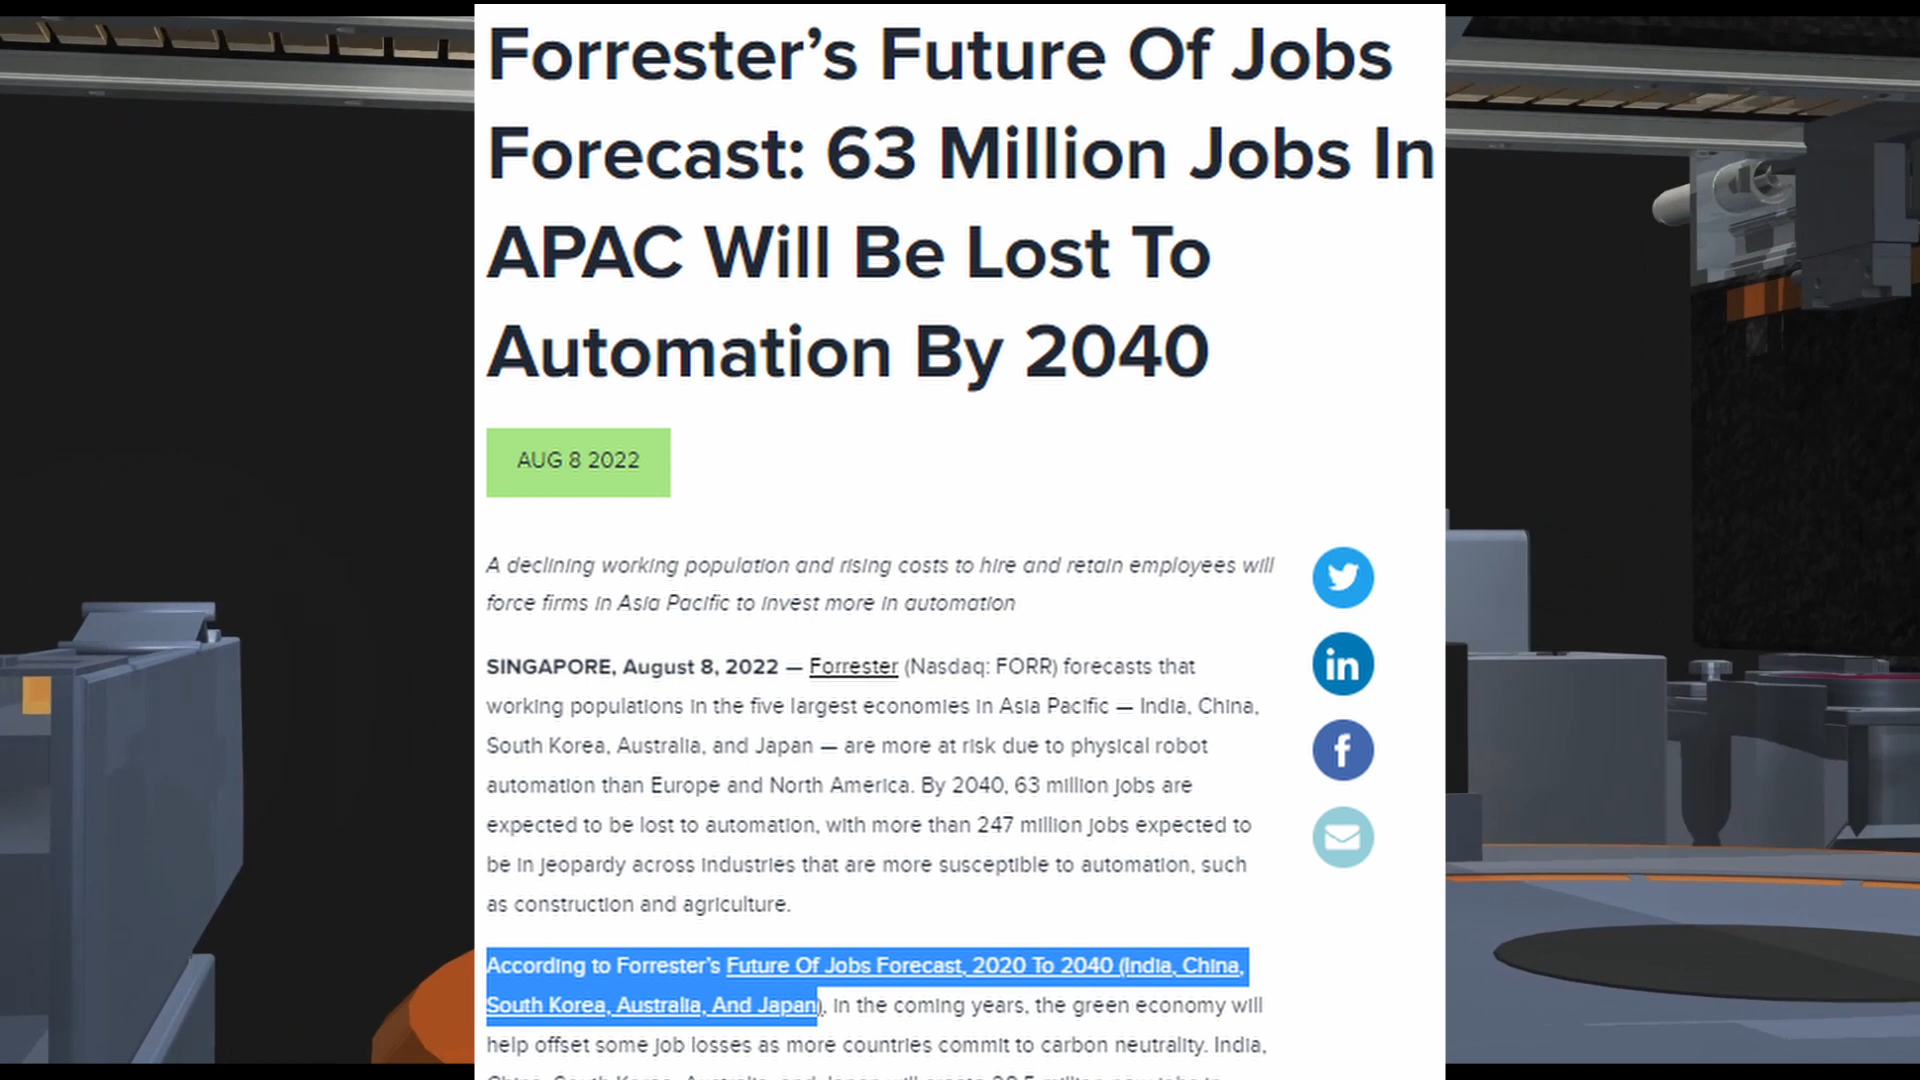 Forrester’s Future Of Jobs
Forecast: 63 Million Jobs In
APAC Will Be Lost To
Automation By 2040
AUG 8 2022
A declining working population and rising costs to hire and retain employees will
force firms in Asia Pacific to invest more in automation
SINGAPORE, August 8, 2022 — Forrester (Nasdaq: FORR) forecasts that
working populations in the five largest economies in Asia Pacific — India, China,
South Korea, Australia, and Japan — are more at risk due to physical robot
automation than Europe and North America. By 2040, 63 million jobs are
expected to be lost to automation, with more than 247 million jobs expected to
be in jeopardy across industries that are more susceptible to automation, such
as construction and agriculture.
According to Forrester’s Future Of Jobs Forecast, 2020 To 2040 (India, China,
South Korea, Australia, And Japan), in the coming years, the green economy will
help offset some job losses as more countries commit to carbon neutrality. India,